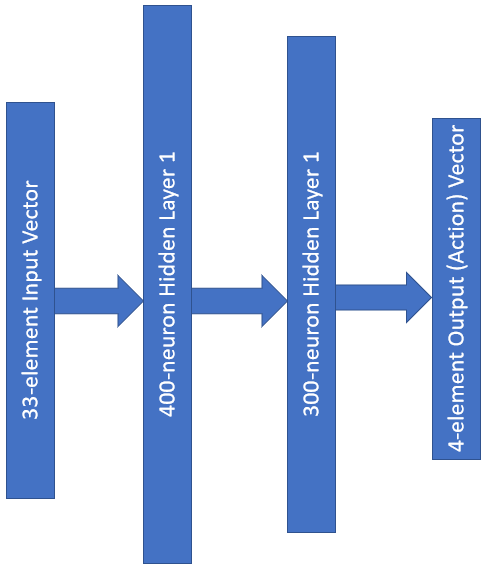 33-element Input Vector
400-neuron Hidden Layer 1
300-neuron Hidden Layer 1
4-element Output (Action) Vector